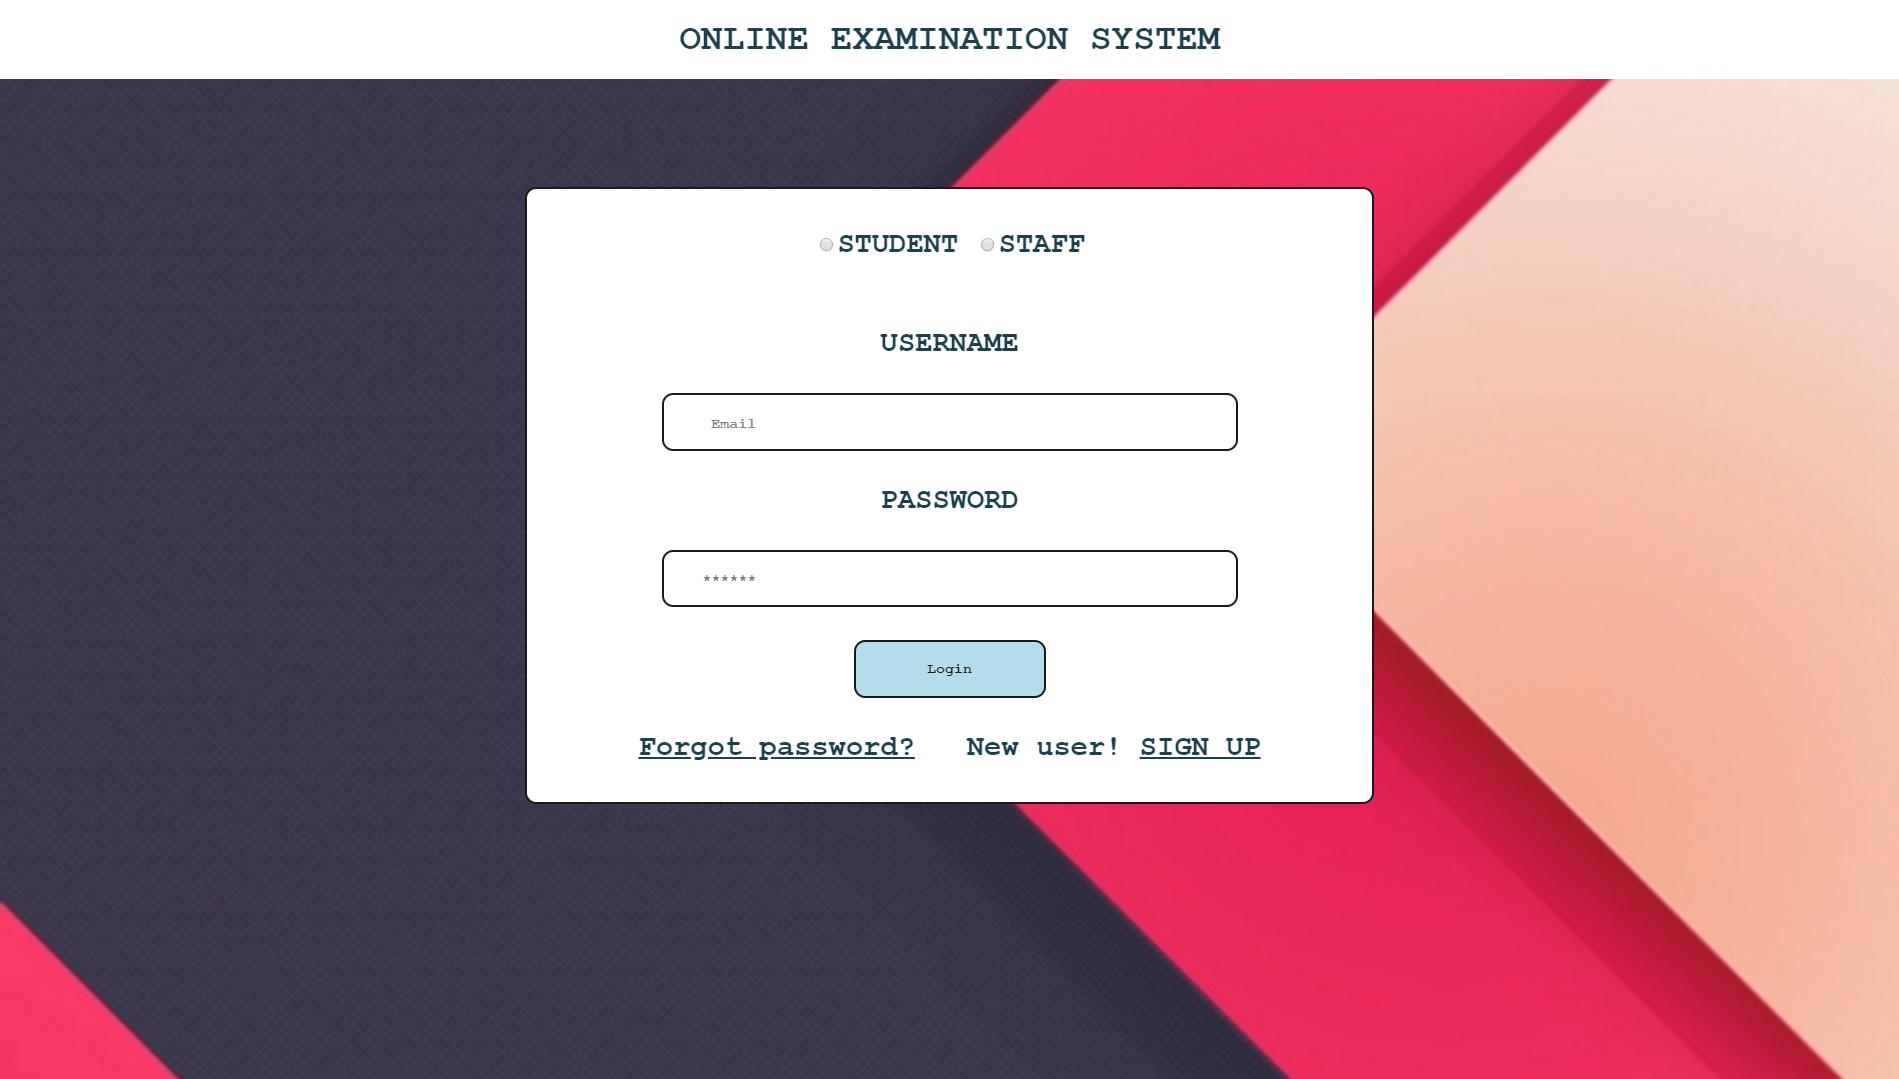 ONLINE EXAMINATION SYSTEM
STUDENT STAFF
USERNAME
Email
PASSWORD
******
Login
Forgot password? New user! SIGN UP